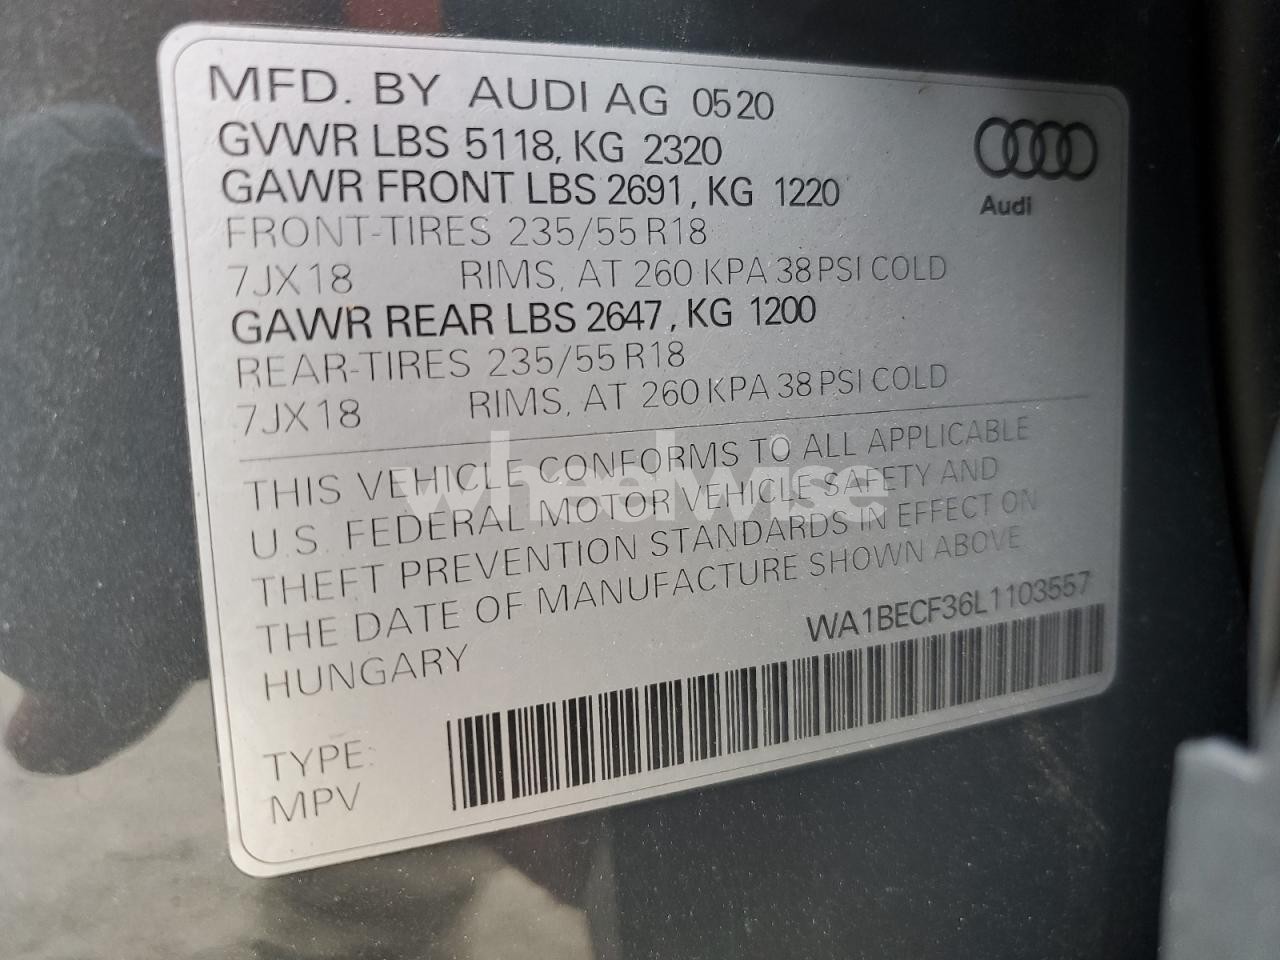 MFD. BY AUDI AG 0520
GVWR LBS 5118, KG 2320
GAWR FRONT LBS 2691, KG 1220
FRONT-TIRES 235/55 R18
7JX18 RIMS, AT 260 KPA 38 PSI COLD
GAWR REAR LBS 2647, KG 1200
REAR-TIRES 235/55 R18
7JX18 RIMS, AT 260 KPA 38 PSI COLD
Audi
THIS VEHICLE CONFORMS TO ALL APPLICABLE
U.S. FEDERAL MOTOR VEHICLE SAFETY AND
THEFT PREVENTION STANDARDS IN EFFECT ON
THE DATE OF MANUFACTURE SHOWN ABOVE
HUNGARY
WA1BECF36L1103557
TYPE:
MPV
wheelwise